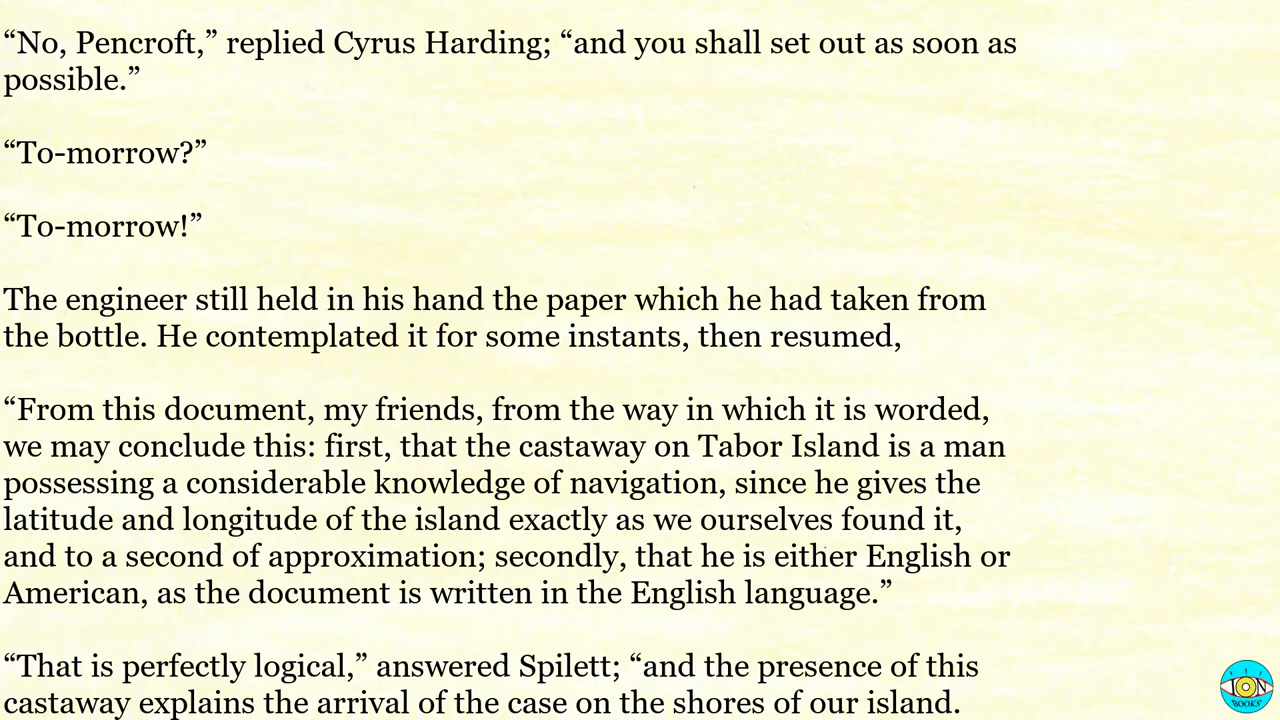 “No, Pencroft,” replied Cyrus Harding; “and you shall set out as soon as
possible.”
“To-morrow?”
“To-morrow!”
The engineer still held in his hand the paper which he had taken from
the bottle. He contemplated it for some instants, then resumed,
“From this document, my friends, from the way in which it is worded,
we may conclude this: first, that the castaway on Tabor Island is a man
possessing a considerable knowledge of navigation, since he gives the
latitude and longitude of the island exactly as we ourselves found it,
and to a second of approximation; secondly, that he is either English or
American, as the document is written in the English language.”
“That is perfectly logical,” answered Spilett; “and the presence of this
castaway explains the arrival of the case on the shores of our island.
ION
BOOKS